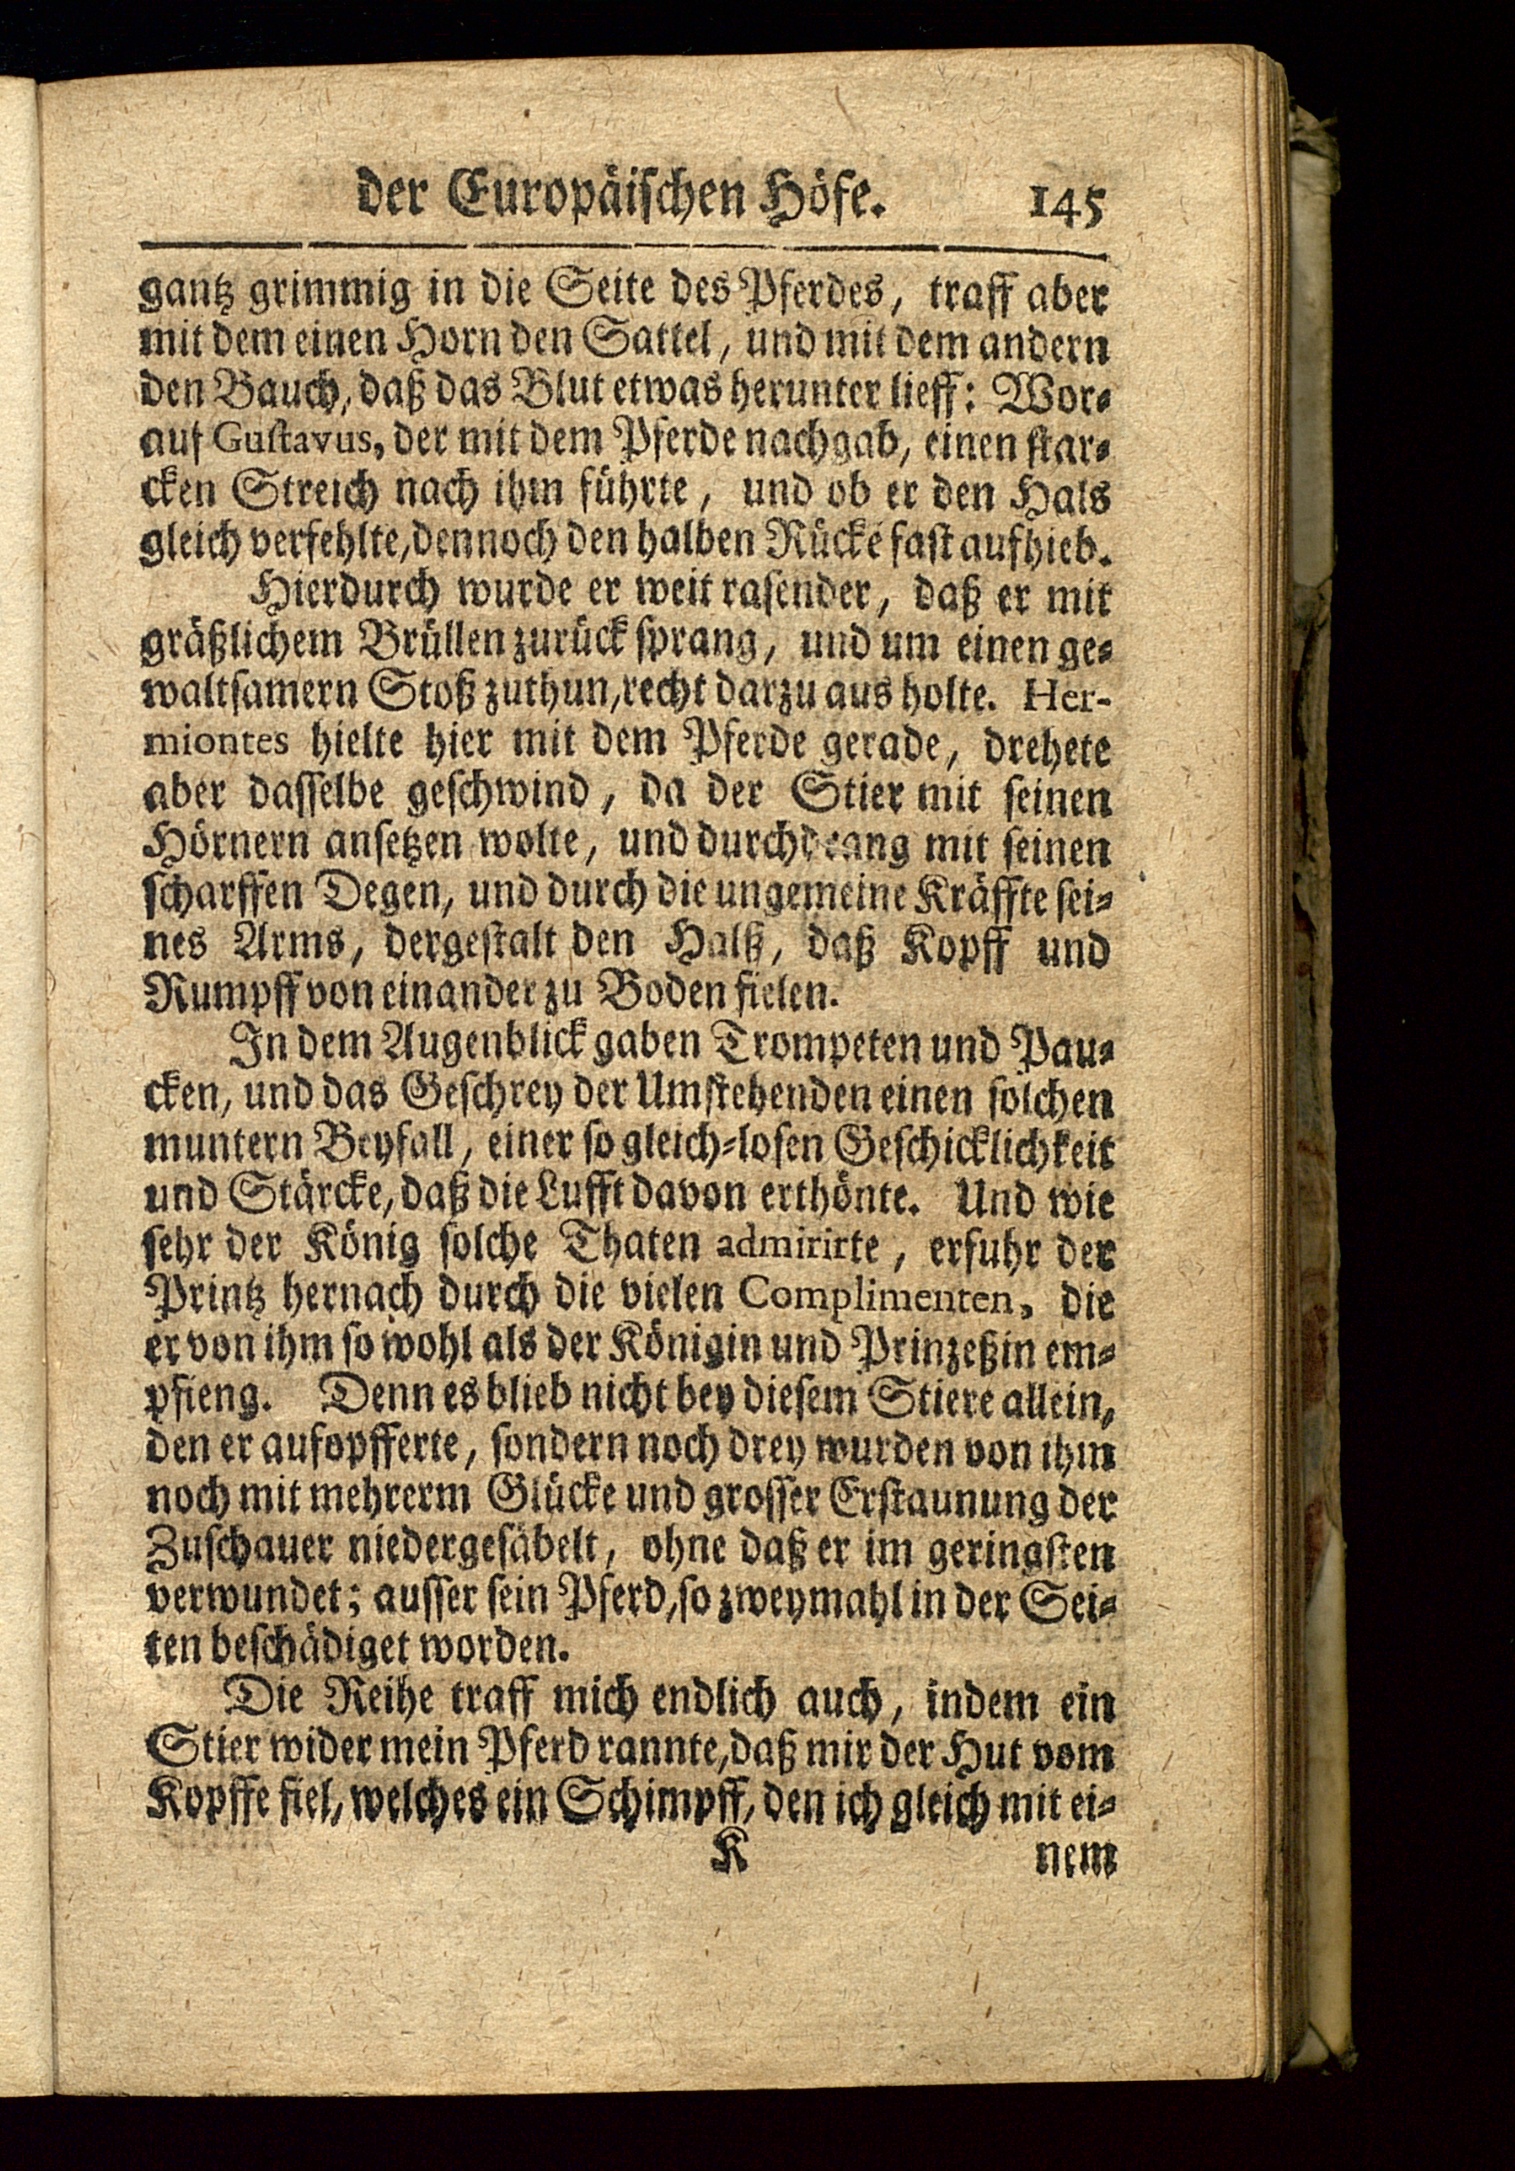 der Europäischen Höfe. 145
gantz grimmig in die Seite des Pferdes, traff aber
mit dem einen Horn den Sattel, und mit dem andern
den Bauch, daß das Blut etwas herunter lieff: Wor⸗
auf Gustavus, der mit dem Pferde nachgab, einen star⸗
cken Streich nach ihm führte, und ob er den Hals
gleich verfehlte, dennoch den halben Rückē fast aufhieb.
Hierdurch wurde er weit rasender, daß er mit
gräßlichem Brüllen zurück sprang, und um einen ge⸗
waltsamern Stoß zuthun, recht darzu aus holte. Her-
miontes hielte hier mit dem Pferde gerade, drehete
aber dasselbe geschwind, da der Stier mit seinen
Hörnern ansetzen wolte, und durchdrang mit seinen
scharffen Degen, und durch die ungemeine Kräffte sei⸗
nes Arms, dergestalt den Halß, daß Kopff und
Rumpff von einander zu Boden fielen.
In dem Augenblick gaben Trompeten und Pau⸗
cken, und das Geschrey der Umstehenden einen solchen
muntern Beyfall, einer so gleich⸗losen Geschicklichkeit
und Stärcke, daß die Lufft davon erthönte. Und wie
sehr der König solche Thaten admirirte, erfuhr der
Printz hernach durch die vielen Complimenten, die
er von ihm so wohl als der Königin und Prinzeßin em⸗
pfieng. Denn es blieb nicht bey diesem Stiere allein,
den er aufopfferte, sondern noch drey wurden von ihm
noch mit mehrerm Glücke und grosser Erstaunung der
Zuschauer niedergesäbelt, ohne daß er im geringsten
verwundet; ausser sein Pferd, so zweymahl in der Sei⸗
ten beschädiget worden.
Die Reihe traff mich endlich auch, indem ein
Stier wider mein Pferd rannte, daß mir der Hut vom
Kopffe fiel, welches ein Schimpff, den ich gleich mit ei⸗
K nem